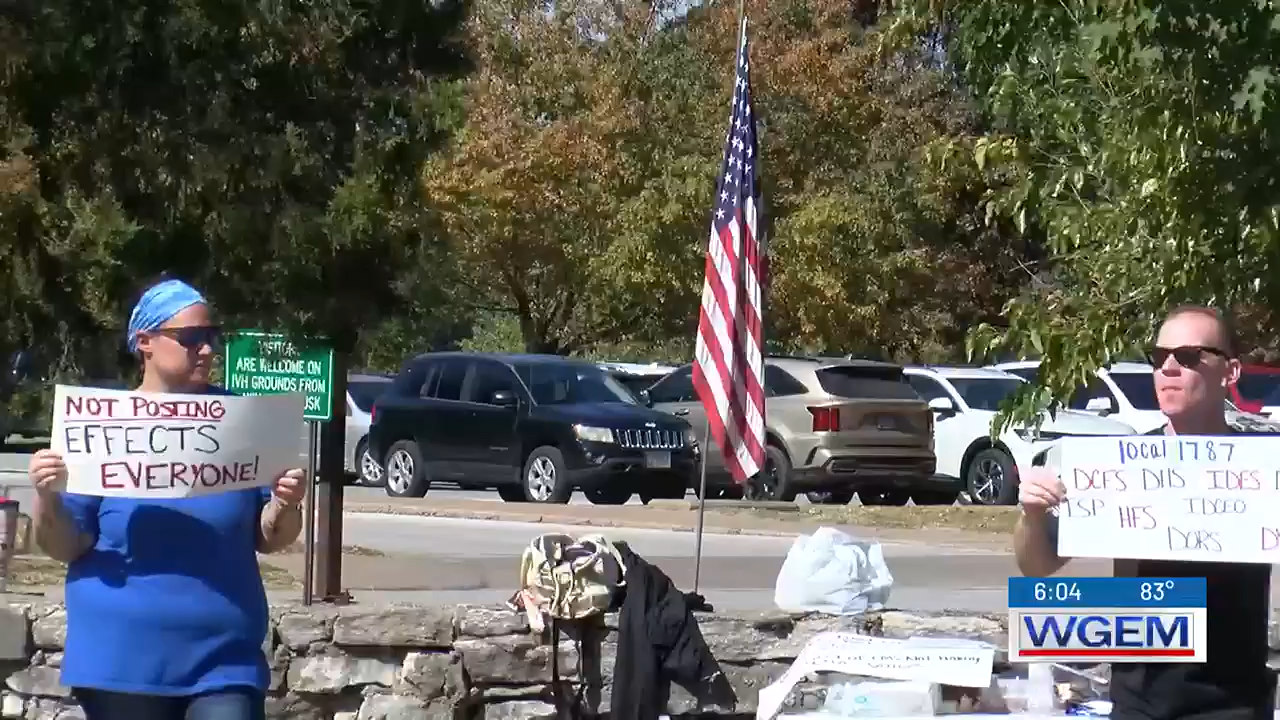 NOT POSTING
EFFECTS
EVERYONE!
VISITORS
ARE WELCOME ON
IVH GROUNDS FROM
local 1787
DCFS DHS IDES
ISP HFS IDCEO
DORS
6:04 83°
WGEM